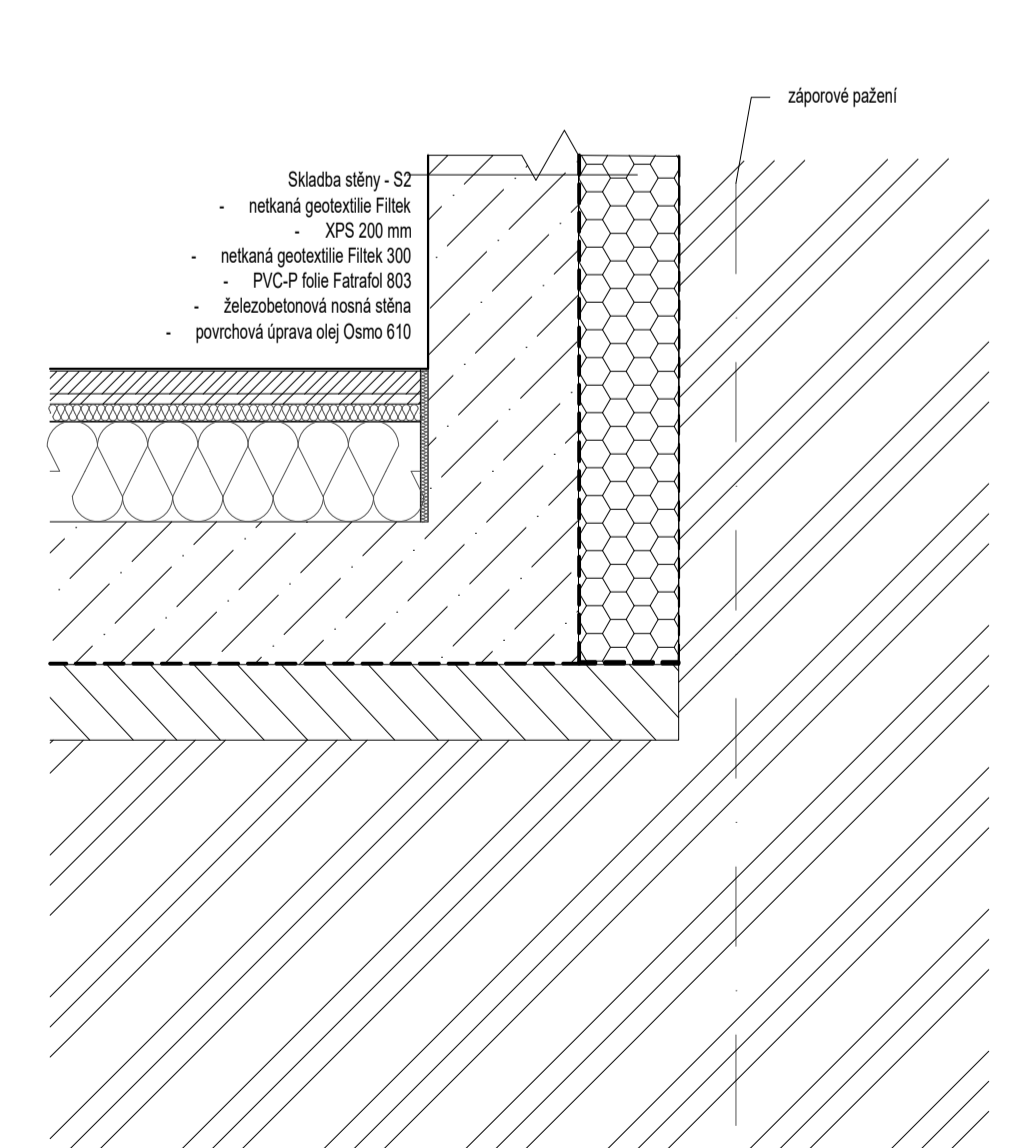 záporové pažení
Skladba stěny - S2
- netkaná geotextilie Filtek
- XPS 200 mm
- netkaná geotextilie Filtek 300
- PVC-P folie Fatrafol 803
- železobetonová nosná stěna
- povrchová úprava olej Osmo 610